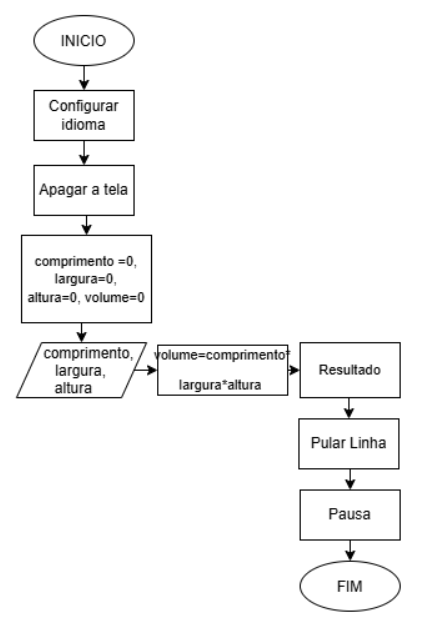 INICIO
Configurar
idioma
Apagar a tela
comprimento =0,
largura=0,
altura=0, volume=0
comprimento,
largura,
altura
volume=comprimento*
largura*altura
Resultado
Pular Linha
Pausa
FIM